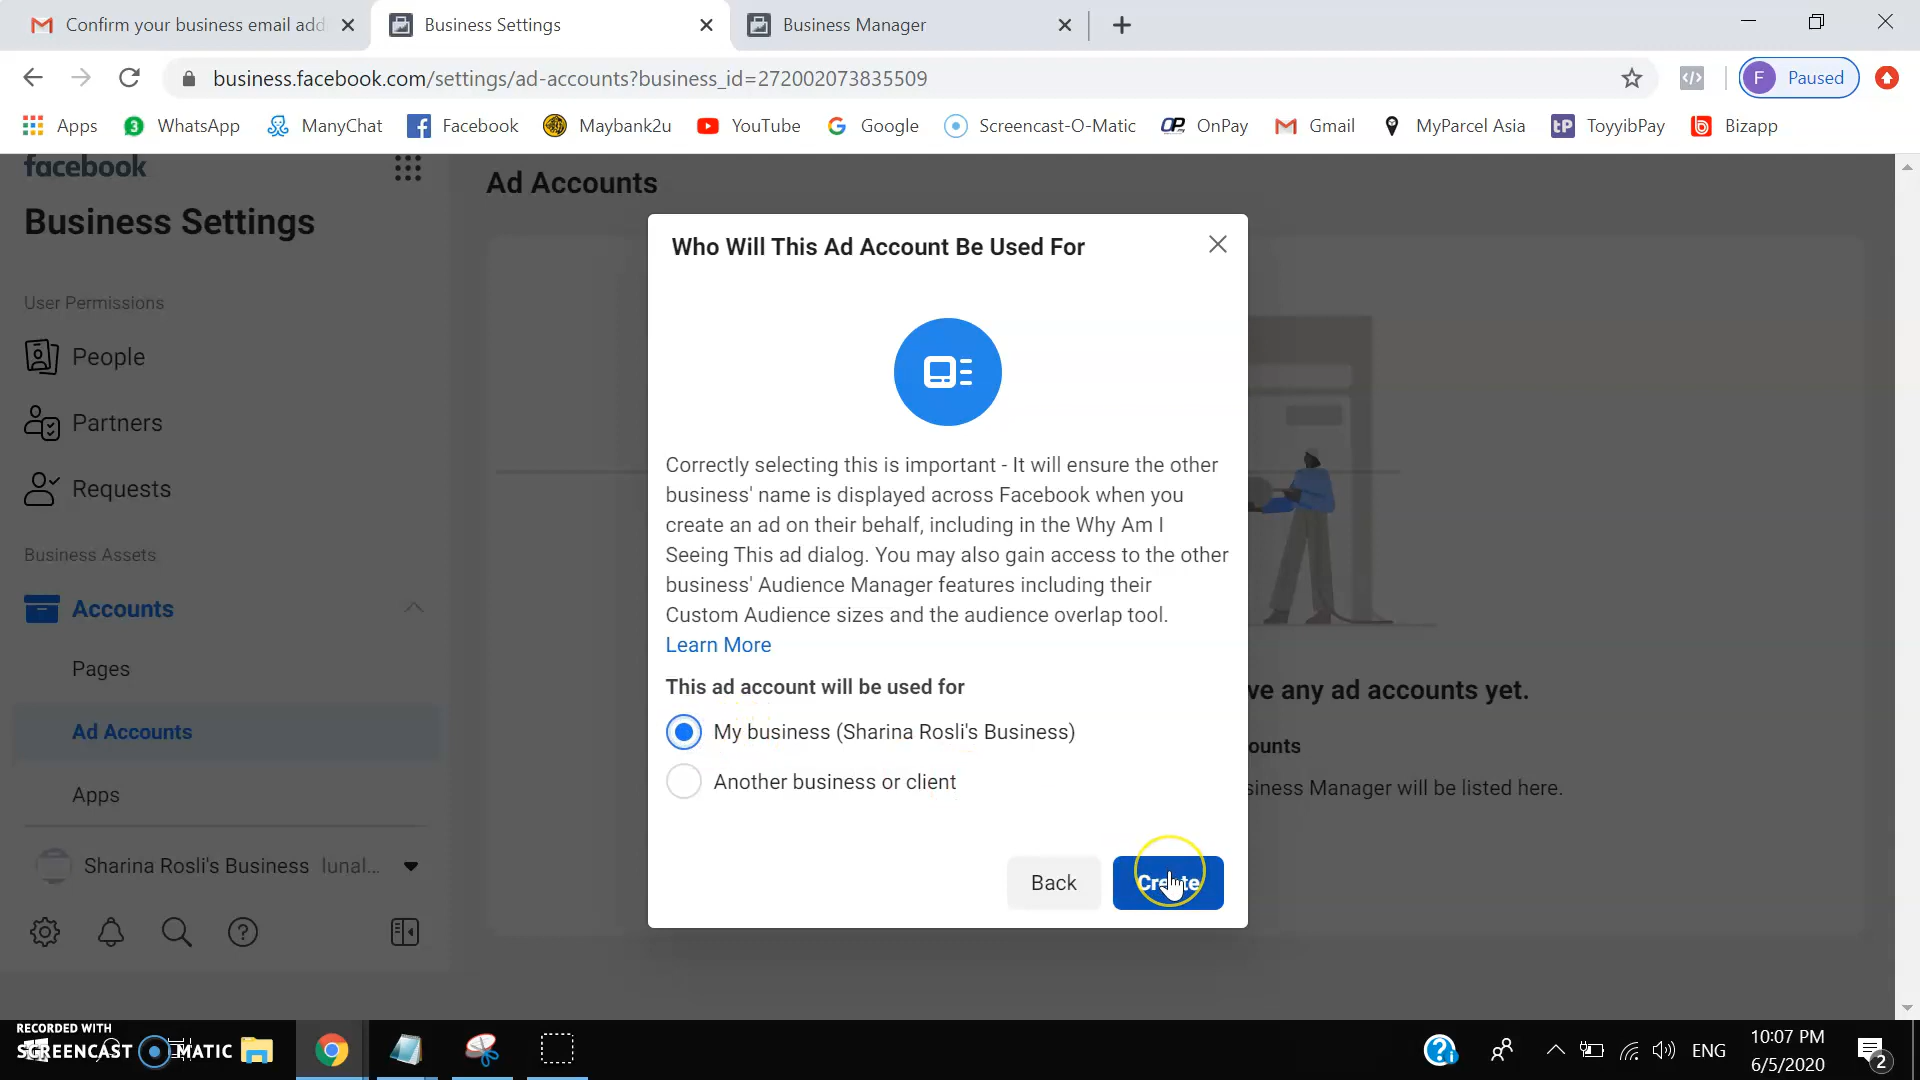 Confirm your business email add
Business Settings
Business Manager
business.facebook.com/settings/ad-accounts?business_id=272002073835509
F
Paused
Apps
3
WhatsApp
ManyChat
Facebook
Maybank2u
YouTube
Google
Screencast-O-Matic
OP
OnPay
Gmail
MyParcel Asia
tP
ToyyibPay
Bizapp
facebook
Business Settings
User Permissions
People
Partners
Requests
Business Assets
Accounts
Pages
Ad Accounts
Apps
Sharina Rosli's Business lunal...
Ad Accounts
Who Will This Ad Account Be Used For
Correctly selecting this is important - It will ensure the other
business' name is displayed across Facebook when you
create an ad on their behalf, including in the Why Am I
Seeing This ad dialog. You may also gain access to the other
business' Audience Manager features including their
Custom Audience sizes and the audience overlap tool.
Learn More
This ad account will be used for
My business (Sharina Rosli's Business)
Another business or client
Back
Create
ve any ad accounts yet.
ounts
siness Manager will be listed here.
RECORDED WITH
SCREENCAST MATIC
ENG
10:07 PM
6/5/2020
2